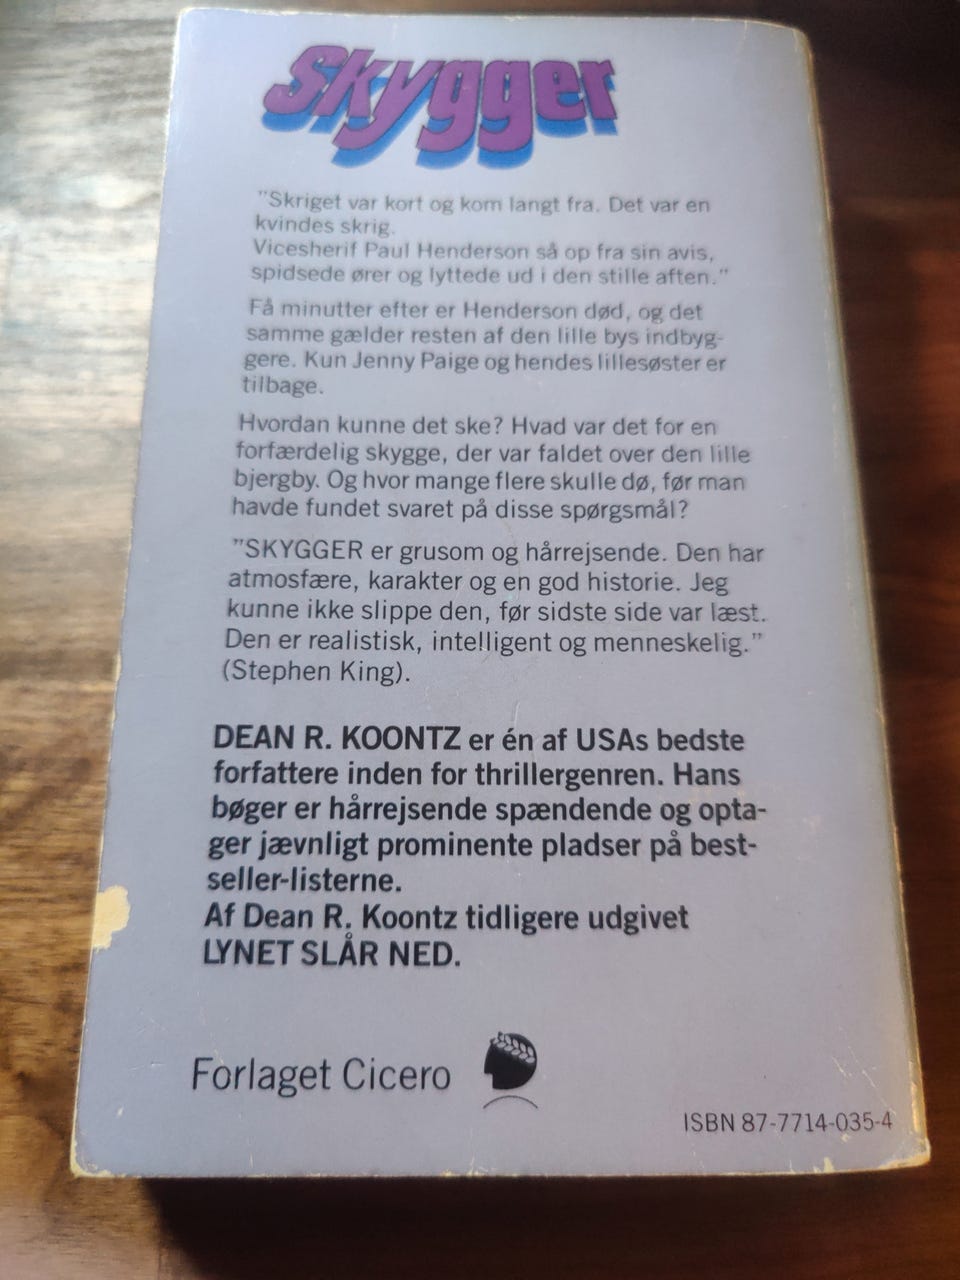 Skygger
"Skriget var kort og kom langt fra. Det var en
kvindes skrig.
Vicesherif Paul Henderson så op fra sin avis,
spidsede ører og lyttede ud i den stille aften."
Få minutter efter er Henderson død, og det
samme gælder resten af den lille bys indbyg-
gere. Kun Jenny Paige og hendes lillesøster er
tilbage.
Hvordan kunne det ske? Hvad var det for en
forfærdelig skygge, der var faldet over den lille
bjergby. Og hvor mange flere skulle dø, før man
havde fundet svaret på disse spørgsmål?
"SKYGGER er grusom og hårrejsende. Den har
atmosfære, karakter og en god historie. Jeg
kunne ikke slippe den, før sidste side var læst.
Den er realistisk, intelligent og menneskelig."
(Stephen King).
DEAN R. KOONTZ er én af USAs bedste
forfattere inden for thrillergenren. Hans
bøger er hårrejsende spændende og opta-
ger jævnligt prominente pladser på best-
seller-listerne.
Af Dean R. Koontz tidligere udgivet
LYNET SLÅR NED.
Forlaget Cicero
ISBN 87-7714-035-4